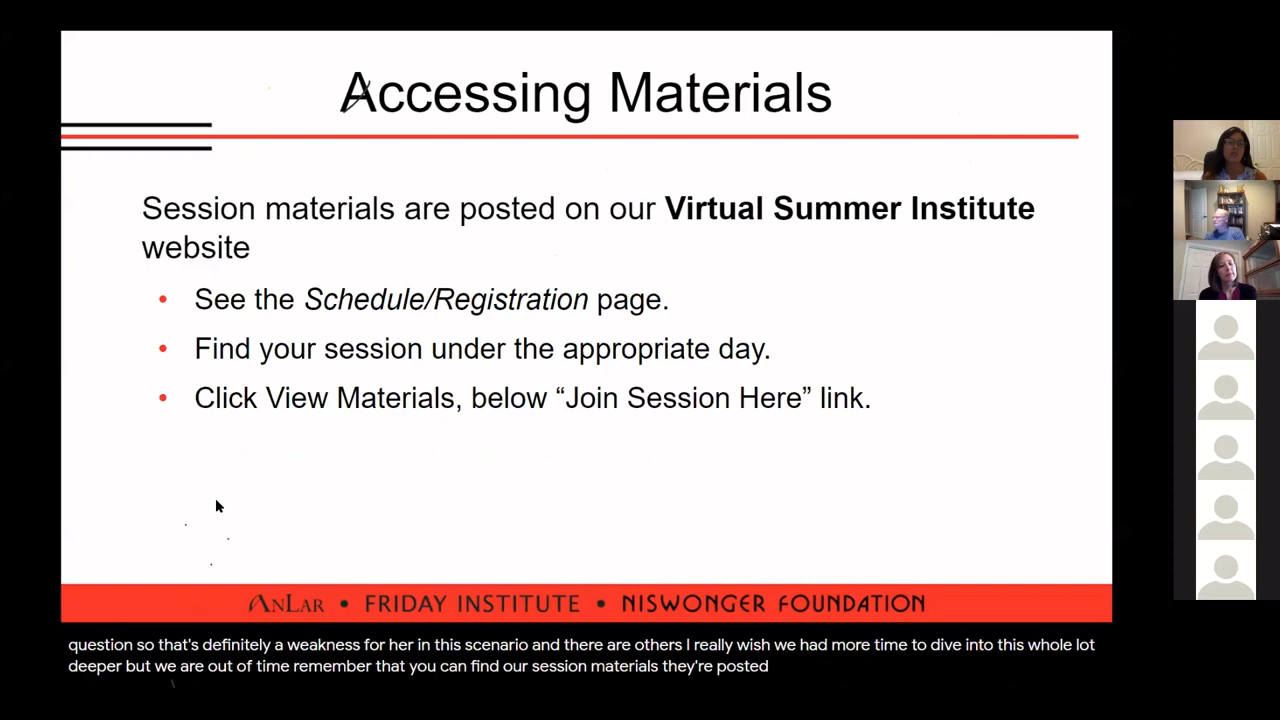 Accessing Materials
Session materials are posted on our Virtual Summer Institute
website
• See the Schedule/Registration page.
• Find your session under the appropriate day.
• Click View Materials, below “Join Session Here” link.
ANLAR • FRIDAY INSTITUTE • NISWONGER FOUNDATION
question so that's definitely a weakness for her in this scenario and there are others I really wish we had more time to dive into this whole lot
deeper but we are out of time remember that you can find our session materials they're posted